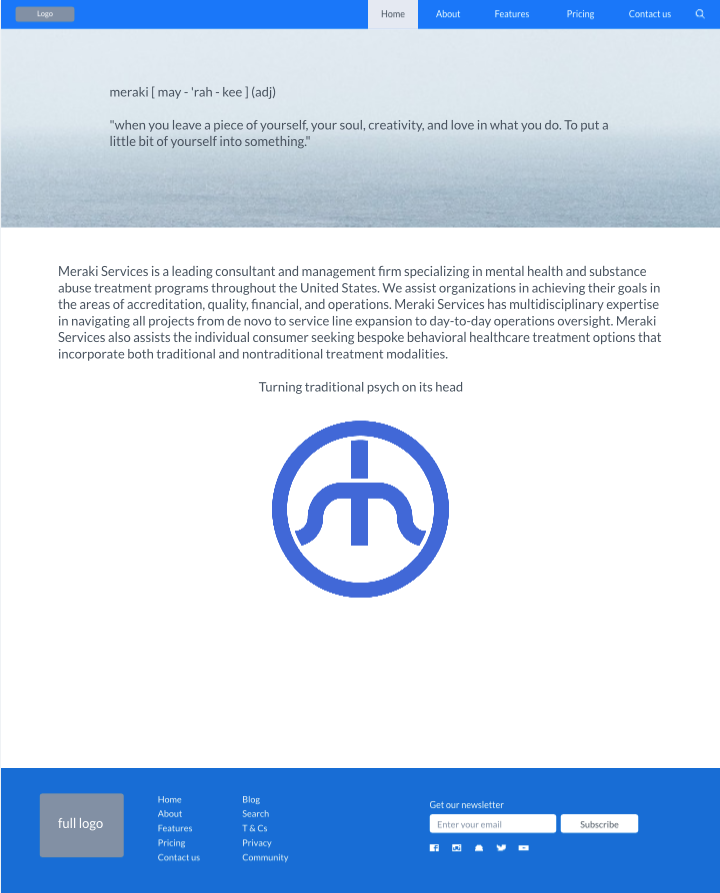 Logo
Home About Features Pricing Contact us
meraki [ may - 'rah - kee ] (adj)
"when you leave a piece of yourself, your soul, creativity, and love in what you do. To put a
little bit of yourself into something."
Meraki Services is a leading consultant and management firm specializing in mental health and substance
abuse treatment programs throughout the United States. We assist organizations in achieving their goals in
the areas of accreditation, quality, financial, and operations. Meraki Services has multidisciplinary expertise
in navigating all projects from de novo to service line expansion to day-to-day operations oversight. Meraki
Services also assists the individual consumer seeking bespoke behavioral healthcare treatment options that
incorporate both traditional and nontraditional treatment modalities.
Turning traditional psych on its head
full logo
Home
About
Features
Pricing
Contact us
Blog
Search
T & Cs
Privacy
Community
Get our newsletter
Enter your email
Subscribe